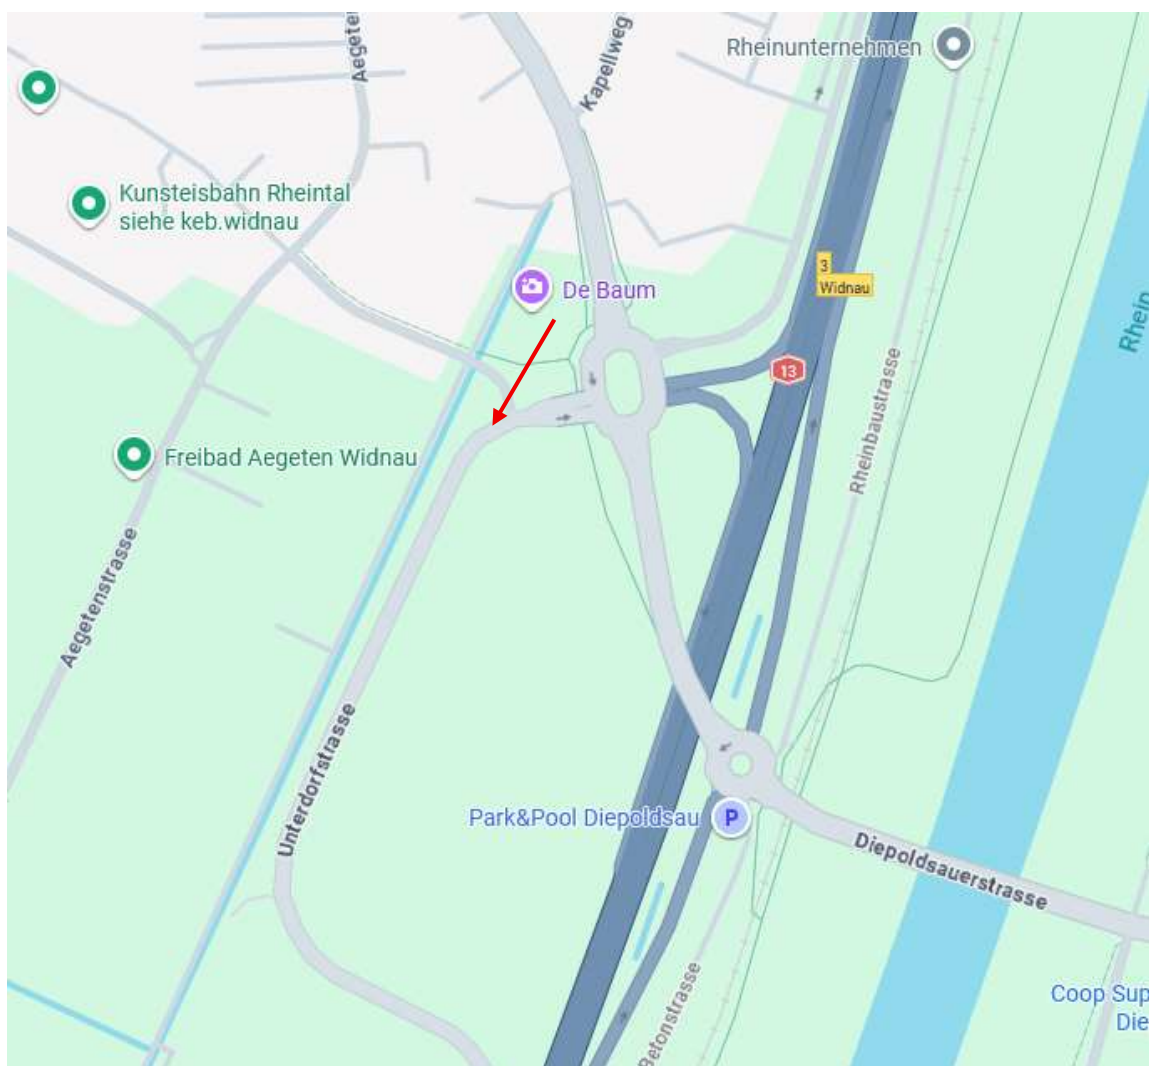 Aegeten
Kapellweg
Rheinunternehmen
Kunsteisbahn Rheintal
siehe keb.widnau
3
Widnau
De Baum
Rhein
13
Rheinbaustrasse
Freibad Aegeten Widnau
Aegetenstrasse
Unterdorfstrasse
Park&Pool Diepoldsau
P
Diepoldsauerstrasse
Betonstrasse
Coop Sup
Die